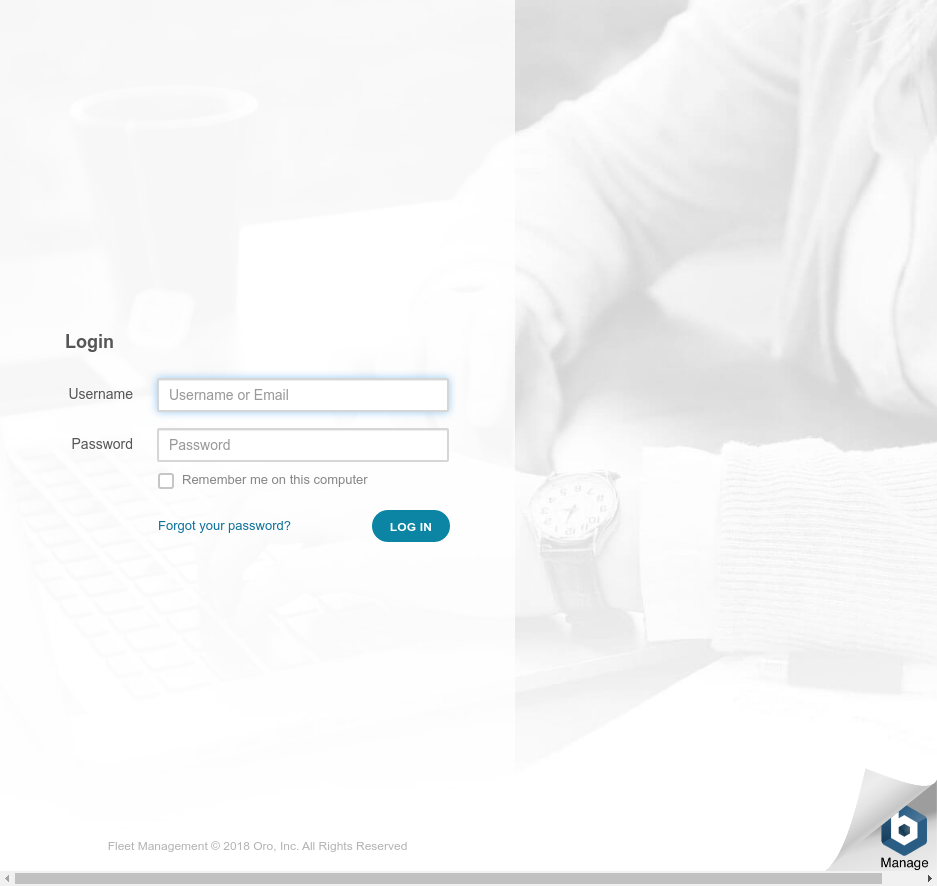 Login
Username
Username or Email
Password
Password
Remember me on this computer
Forgot your password?
LOG IN
Fleet Management © 2018 Oro, Inc. All Rights Reserved
b
Manage